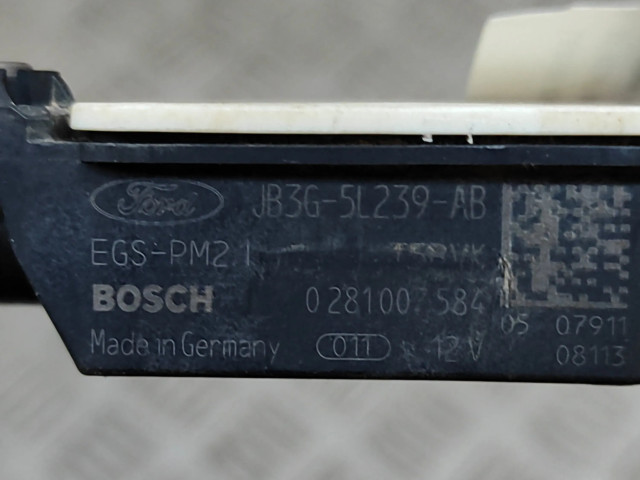 Ford JB3G-5L239-AB
EGS-PM2.1
BOSCH 0 281 007 584
05 07911
Made in Germany 011 12 V
08113